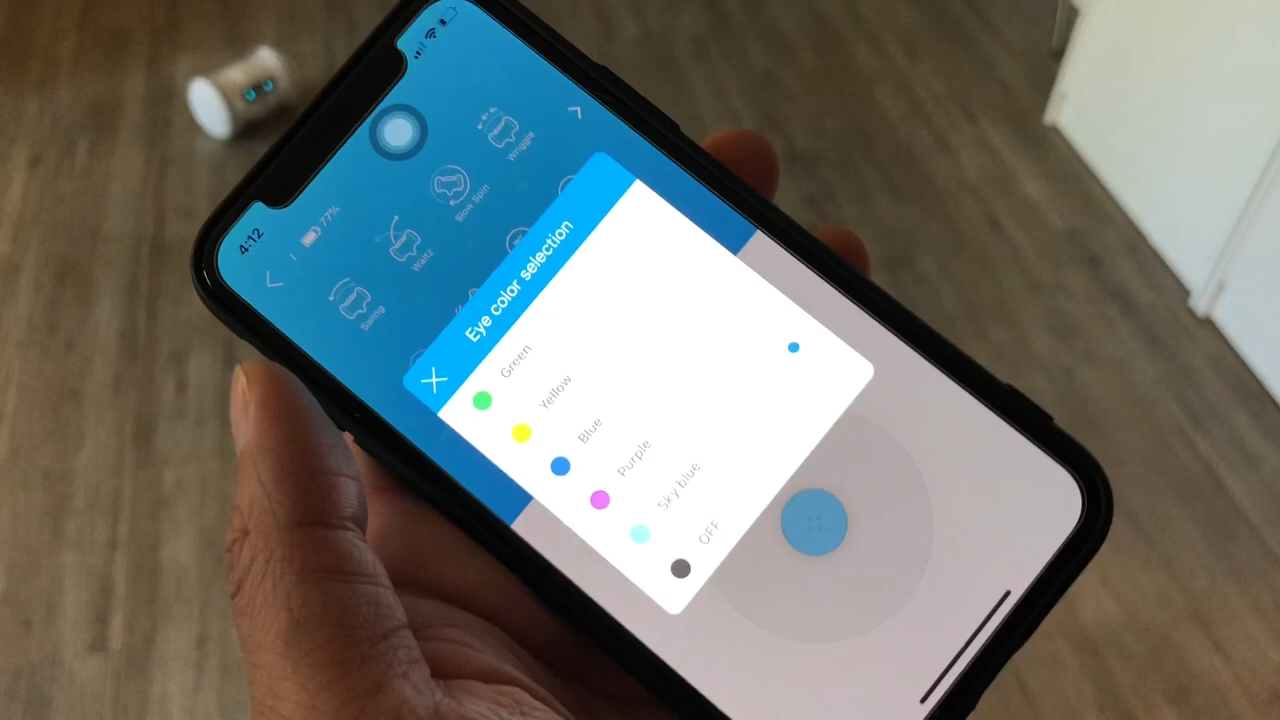 4:12
77%
Swing
Waltz
Slow Spin
Wriggle
Eye color selection
Green
Yellow
Blue
Purple
Sky blue
OFF